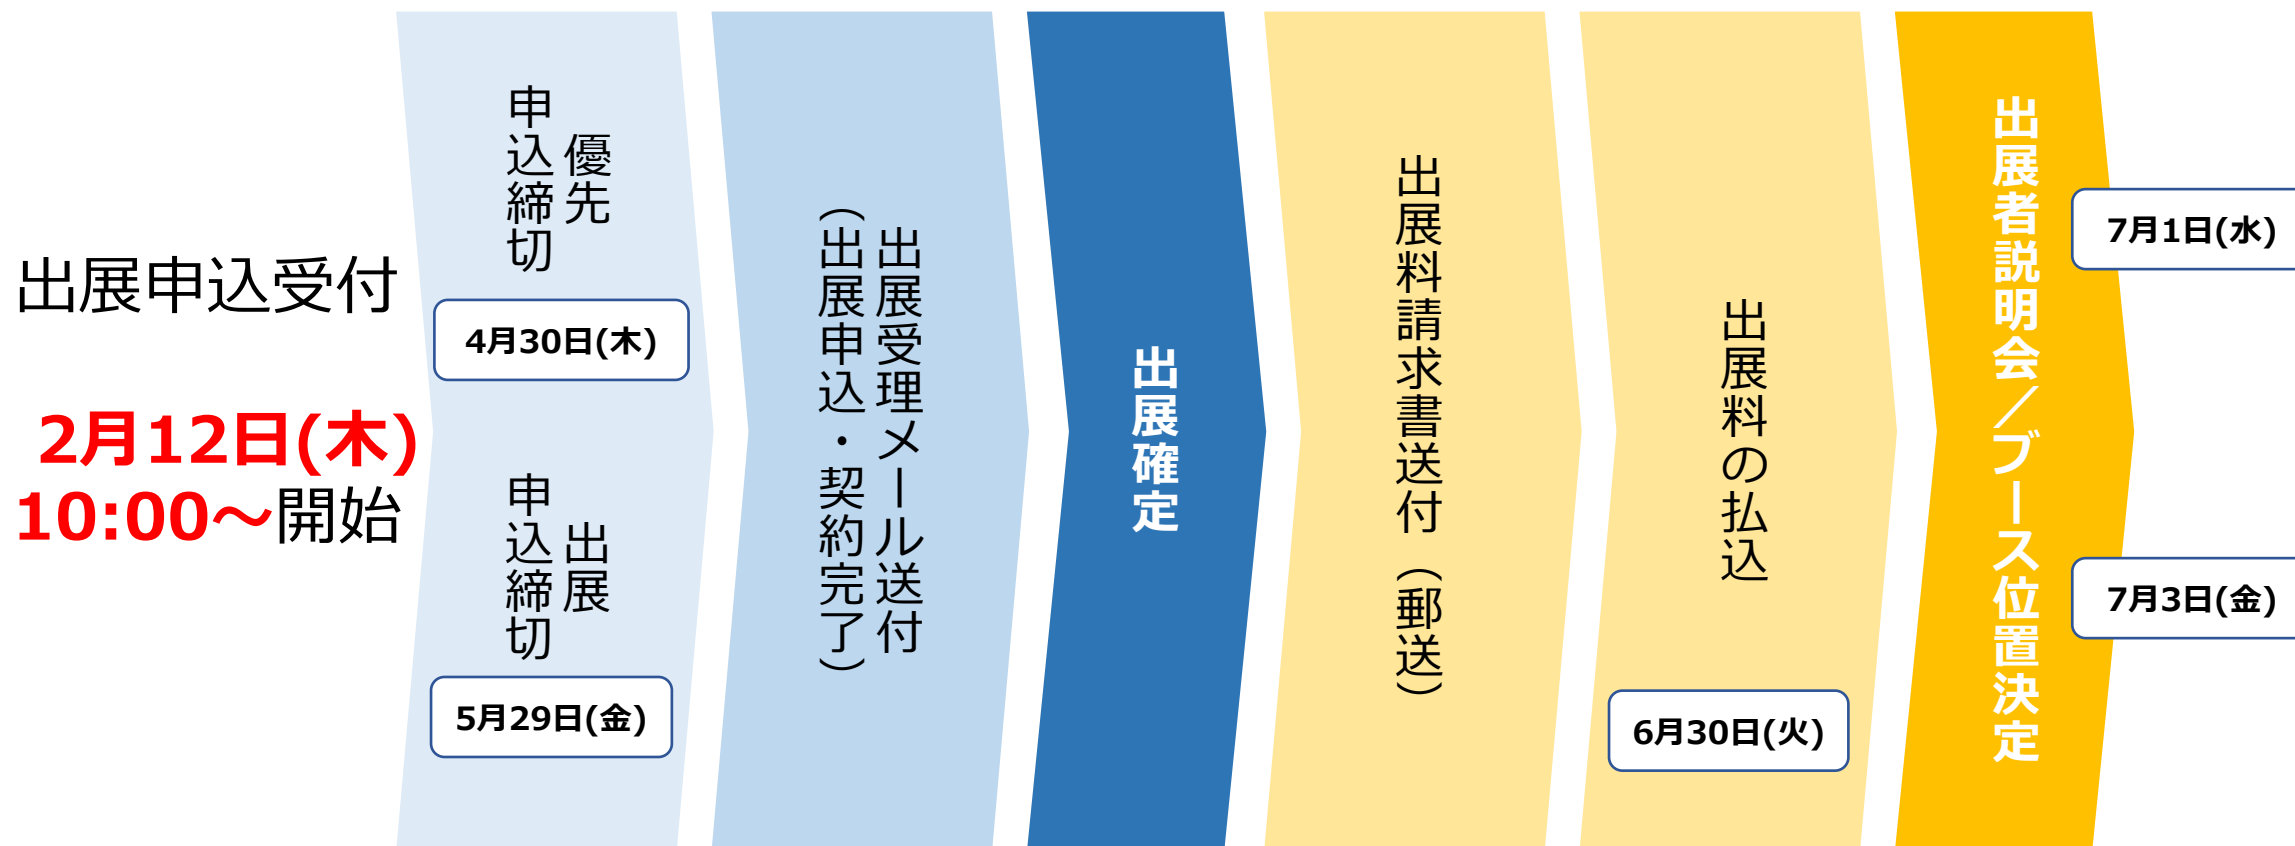 出展申込受付
2月12日(木)
10:00～開始
優先
申込締切
4月30日(木)
出展
申込締切
5月29日(金)
出展受理メール送付
（出展申込・契約完了）
出展確定
出展料請求書送付（郵送）
出展料の払込
6月30日(火)
出展者説明会／ブース位置決定
7月1日(水)
7月3日(金)